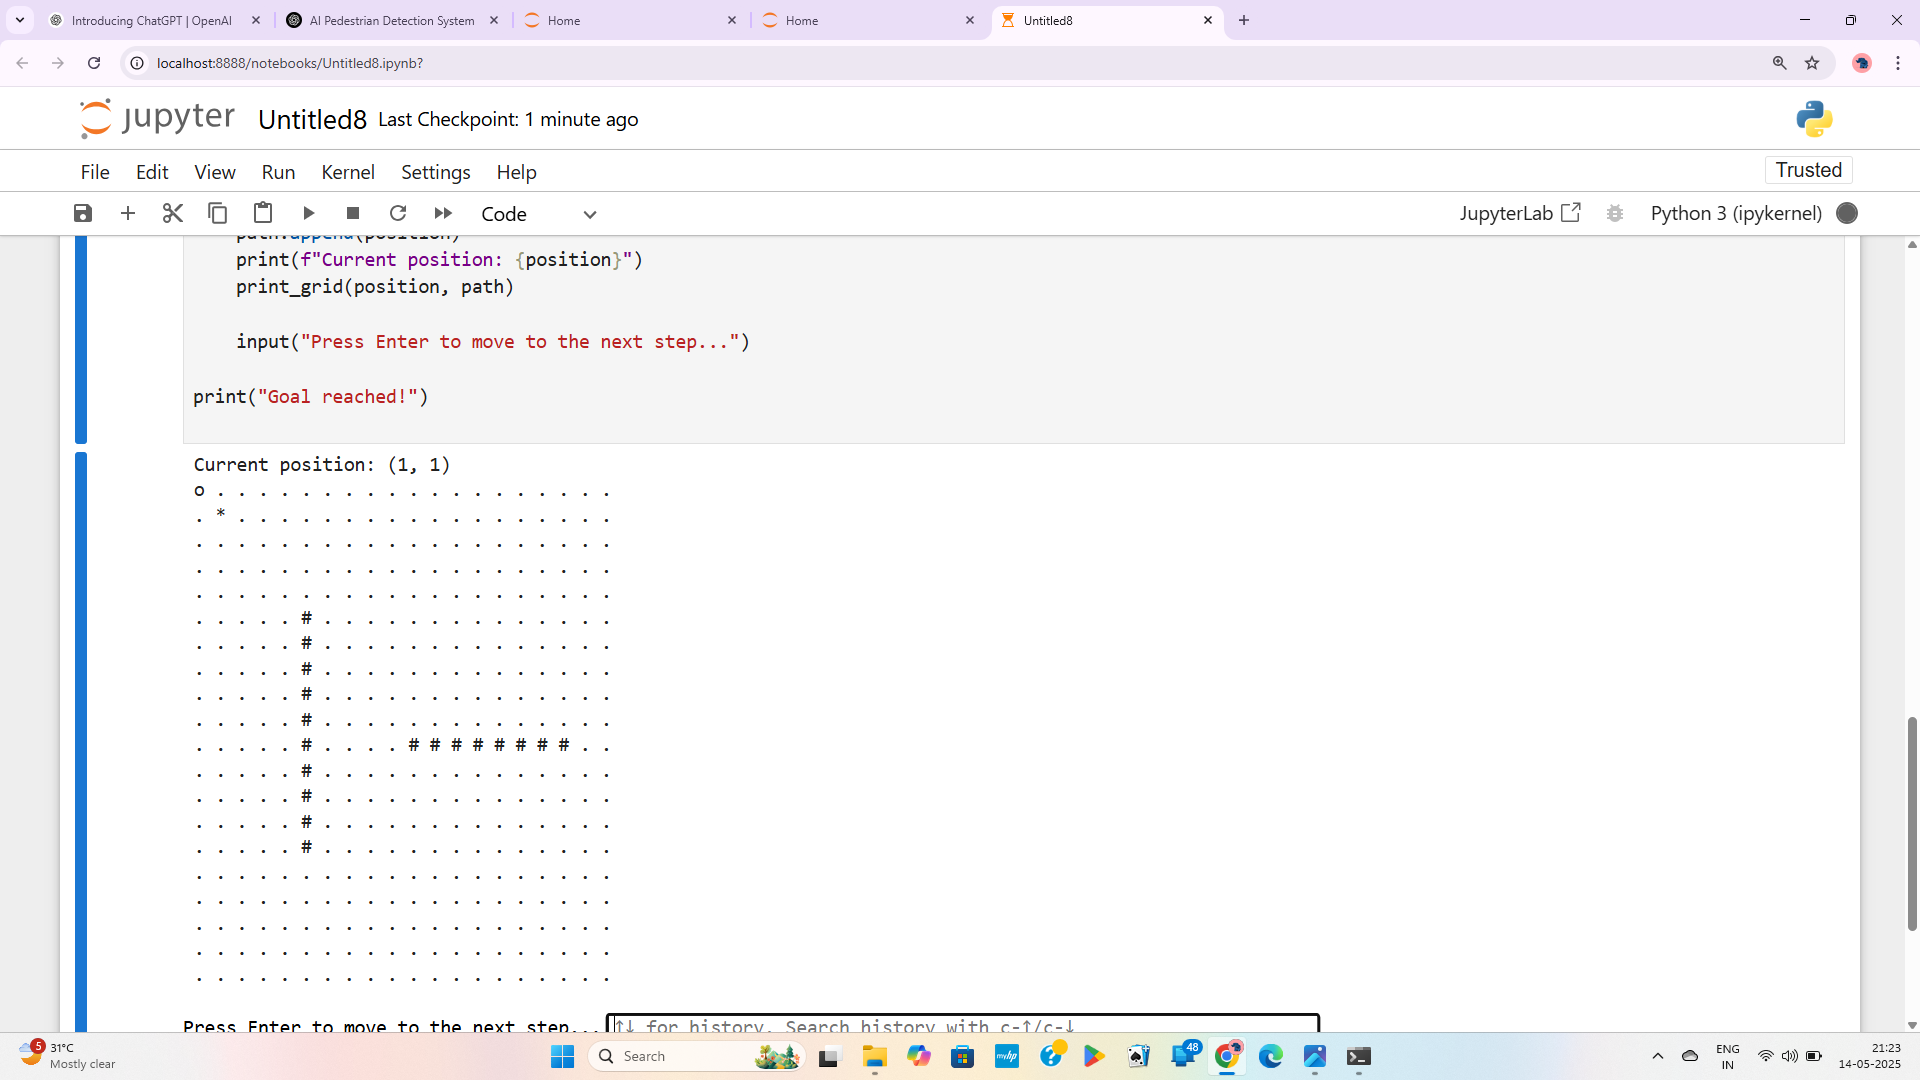 Introducing ChatGPT | OpenAI
AI Pedestrian Detection System
Home
Home
Untitled8
localhost:8888/notebooks/Untitled8.ipynb?
jupyter Untitled8 Last Checkpoint: 1 minute ago
File Edit View Run Kernel Settings Help
Trusted
Code
JupyterLab
Python 3 (ipykernel)
path.append(position)
print(f"Current position: {position}")
print_grid(position, path)
input("Press Enter to move to the next step...")
print("Goal reached!")
Current position: (1, 1)
o . . . . . . . . . . . . . . . . . . .
. * . . . . . . . . . . . . . . . . . .
. . . . . . . . . . . . . . . . . . . .
. . . . . . . . . . . . . . . . . . . .
. . . . . . . . . . . . . . . . . . . .
. . . . . # . . . . . . . . . . . . . .
. . . . . # . . . . . . . . . . . . . .
. . . . . # . . . . . . . . . . . . . .
. . . . . # . . . . . . . . . . . . . .
. . . . . # . . . . . . . . . . . . . .
. . . . . # . . . . # # # # # # # # . .
. . . . . # . . . . . . . . . . . . . .
. . . . . # . . . . . . . . . . . . . .
. . . . . # . . . . . . . . . . . . . .
. . . . . # . . . . . . . . . . . . . .
. . . . . . . . . . . . . . . . . . . .
. . . . . . . . . . . . . . . . . . . .
. . . . . . . . . . . . . . . . . . . .
. . . . . . . . . . . . . . . . . . . .
. . . . . . . . . . . . . . . . . . . .
Press Enter to move to the next step... ↑↓ for history. Search history with c-↑/c-↓
5
31°C
Mostly clear
Search
myhp
48
ENG
IN
21:23
14-05-2025